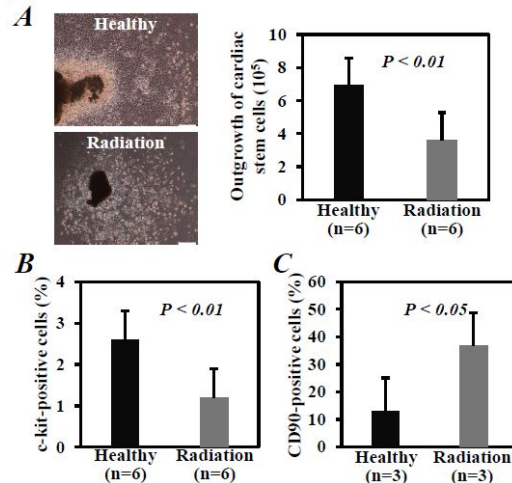 A
Healthy
Radiation
Outgrowth of cardiac
stem cells (10⁵)
10
8
6
4
2
0
P < 0.01
Healthy
(n=6)
Radiation
(n=6)
B
c-kit-positive cells (%)
4
3
2
1
0
P < 0.01
Healthy
(n=6)
Radiation
(n=6)
C
CD90-positive cells (%)
60
50
40
30
20
10
0
P < 0.05
Healthy
(n=3)
Radiation
(n=3)